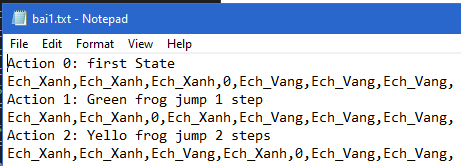 bai1.txt - Notepad
File Edit Format View Help
Action 0: first State
Ech_Xanh,Ech_Xanh,Ech_Xanh,0,Ech_Vang,Ech_Vang,Ech_Vang,
Action 1: Green frog jump 1 step
Ech_Xanh,Ech_Xanh,0,Ech_Xanh,Ech_Vang,Ech_Vang,Ech_Vang,
Action 2: Yello frog jump 2 steps
Ech_Xanh,Ech_Xanh,Ech_Vang,Ech_Xanh,0,Ech_Vang,Ech_Vang,